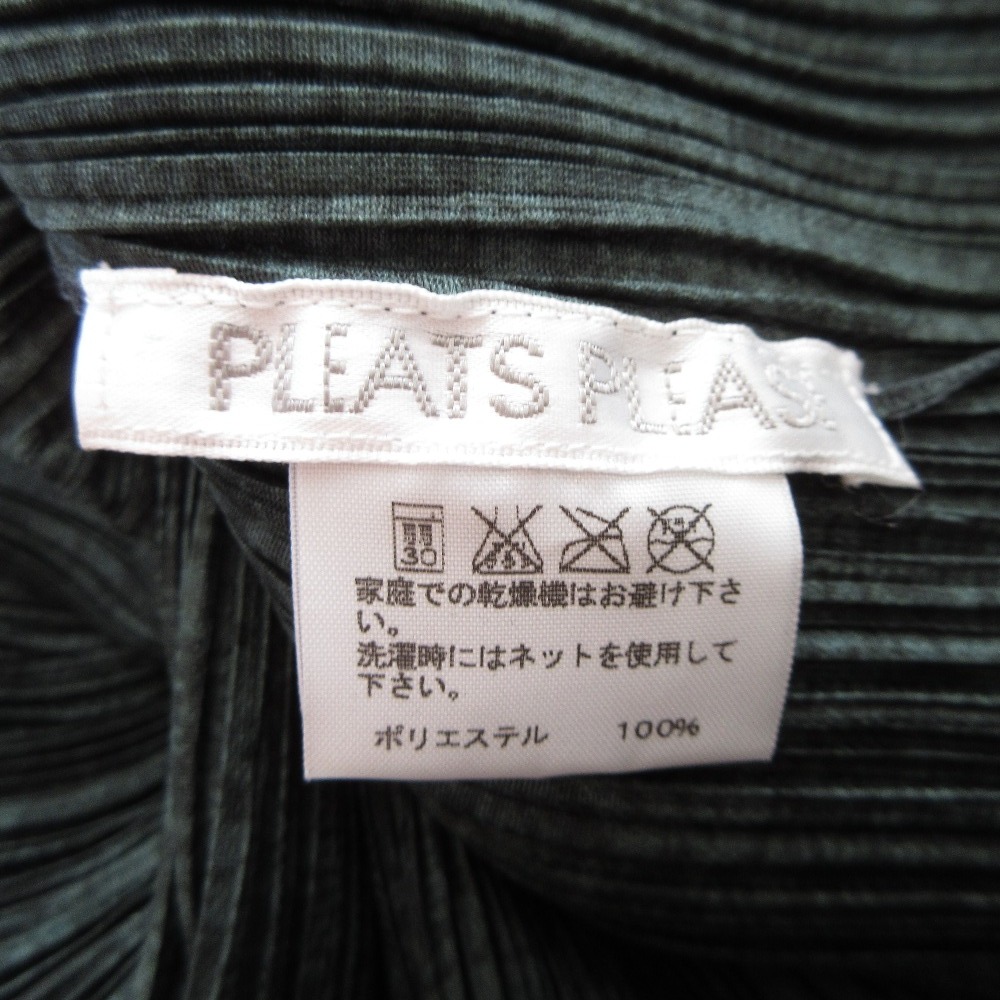 PLEATS PLEASE
30
家庭での乾燥機はお避け下さ
い。
洗濯時にはネットを使用して
下さい。
ポリエステル 100%